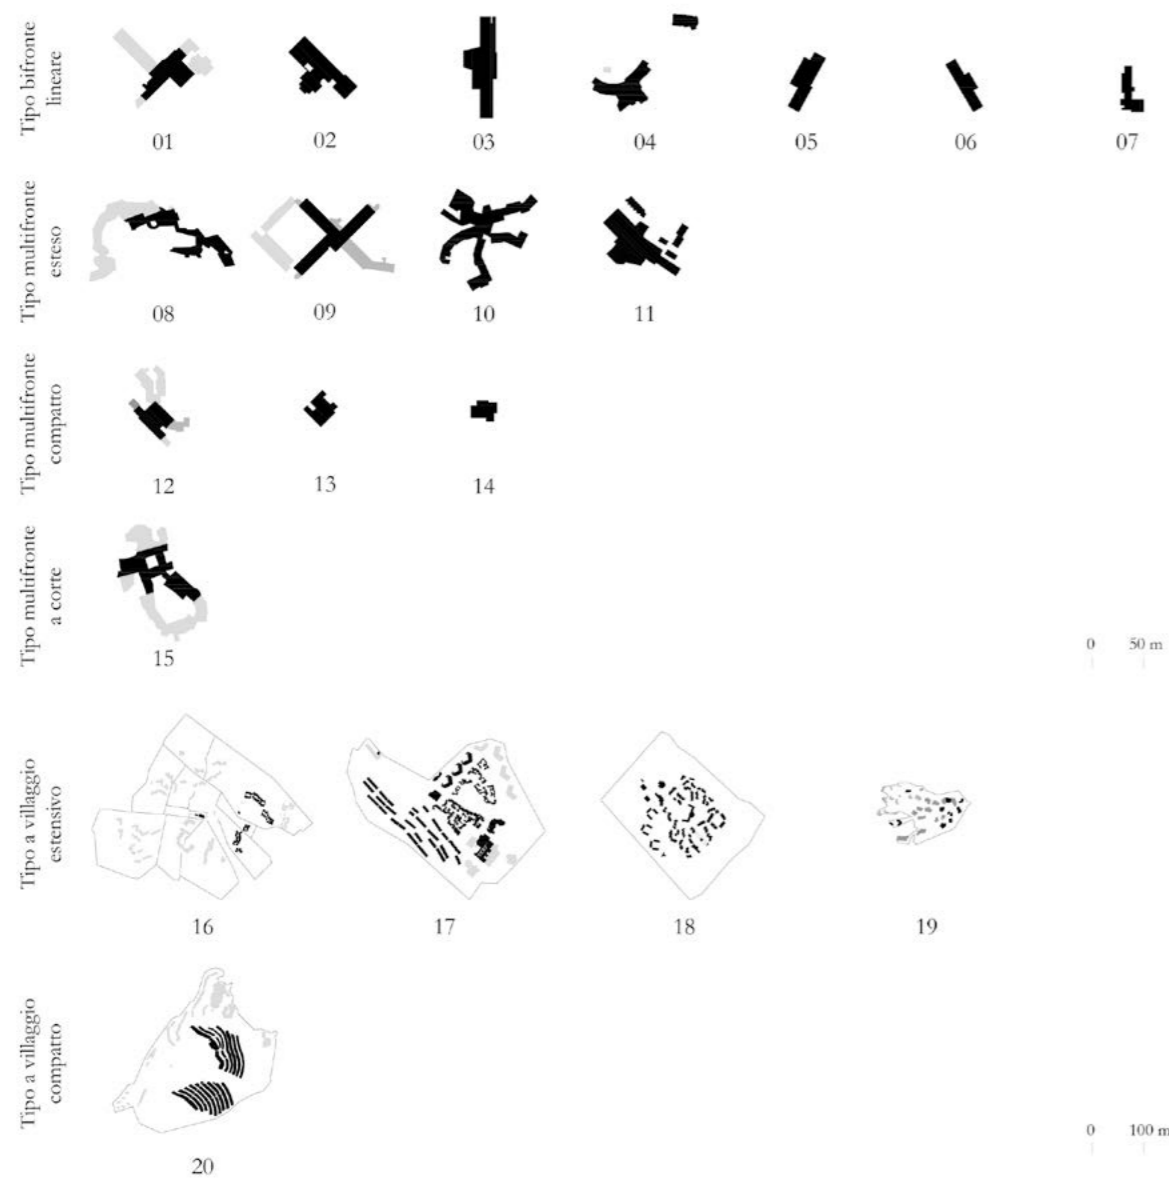 Tipo bifronte
lineare
01 02 03 04 05 06 07
Tipo multifronte
esteso
08 09 10 11
Tipo multifronte
compatto
12 13 14
Tipo multifronte
a corte
15
0 50 m
Tipo a villaggio
estensivo
16 17 18 19
Tipo a villaggio
compatto
20
0 100 m